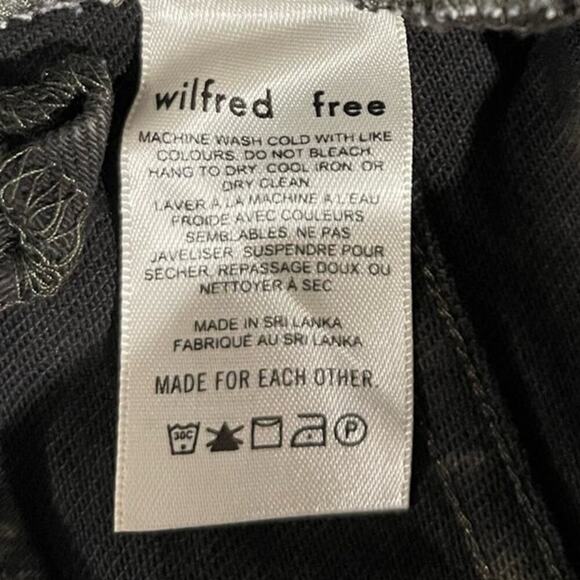 wilfred free
MACHINE WASH COLD WITH LIKE
COLOURS. DO NOT BLEACH.
HANG TO DRY. COOL IRON. OR
DRY CLEAN.
LAVER A LA MACHINE A L'EAU
FROIDE AVEC COULEURS
SEMBLABLES. NE PAS
JAVELISER. SUSPENDRE POUR
SECHER. REPASSAGE DOUX. OU
NETTOYER À SEC
MADE IN SRI LANKA
FABRIQUÉ AU SRI LANKA
MADE FOR EACH OTHER.
30C P